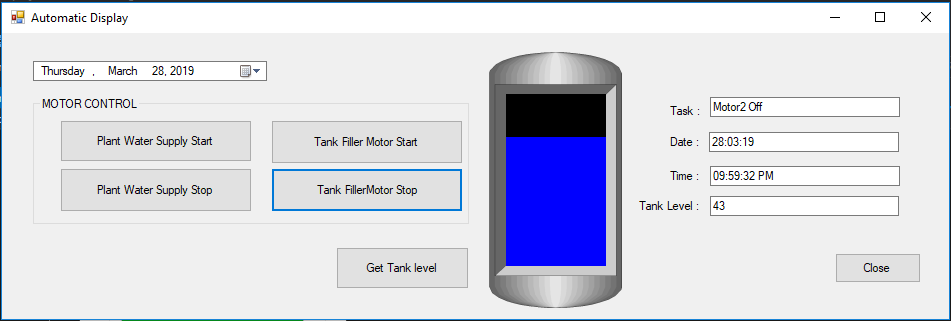 Automatic Display
Thursday , March 28, 2019
MOTOR CONTROL
Plant Water Supply Start
Tank Filler Motor Start
Plant Water Supply Stop
Tank FillerMotor Stop
Get Tank level
Task : Motor2 Off
Date : 28:03:19
Time : 09:59:32 PM
Tank Level : 43
Close